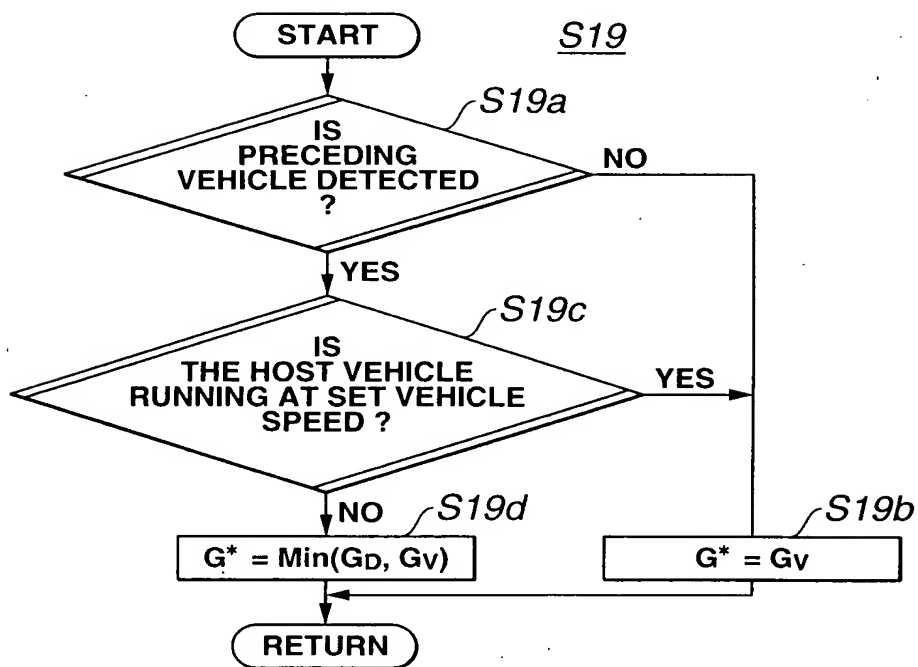 START
S19
S19a
IS
PRECEDING
VEHICLE DETECTED
?
NO
YES
S19c
IS
THE HOST VEHICLE
RUNNING AT SET VEHICLE
SPEED ?
YES
NO
S19d
S19b
G* = Min(GD, GV)
G* = GV
RETURN